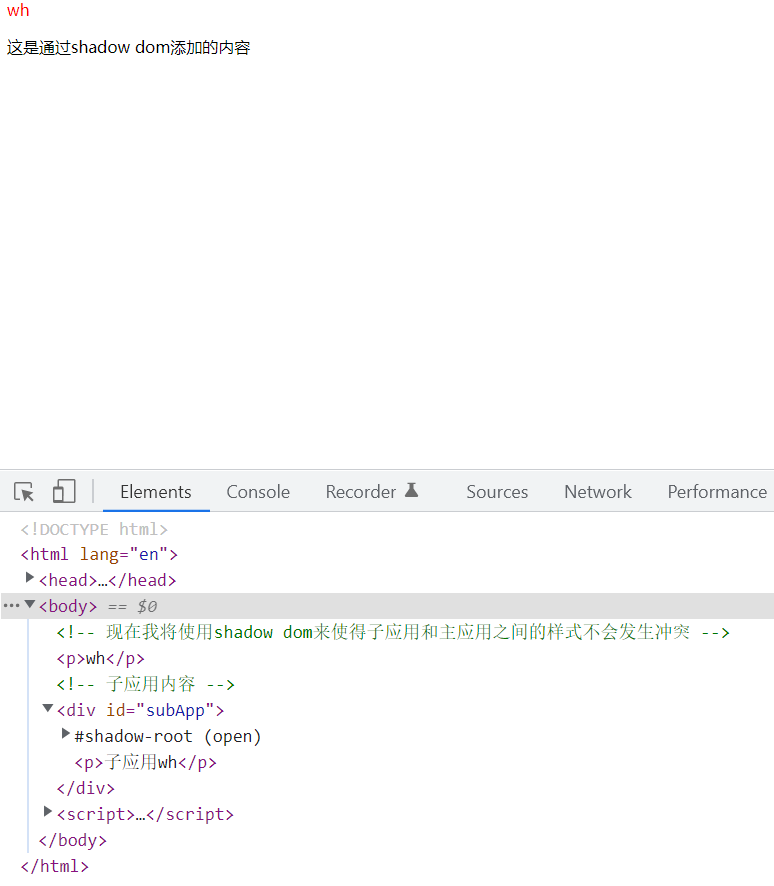 wh
这是通过shadow dom添加的内容
Elements Console Recorder Sources Network Performance
<!DOCTYPE html>
<html lang="en">
<head>…</head>
<body> == $0
<!-- 现在我将使用shadow dom来使得子应用和主应用之间的样式不会发生冲突 -->
<p>wh</p>
<!-- 子应用内容 -->
<div id="subApp">
#shadow-root (open)
<p>子应用wh</p>
</div>
<script>…</script>
</body>
</html>